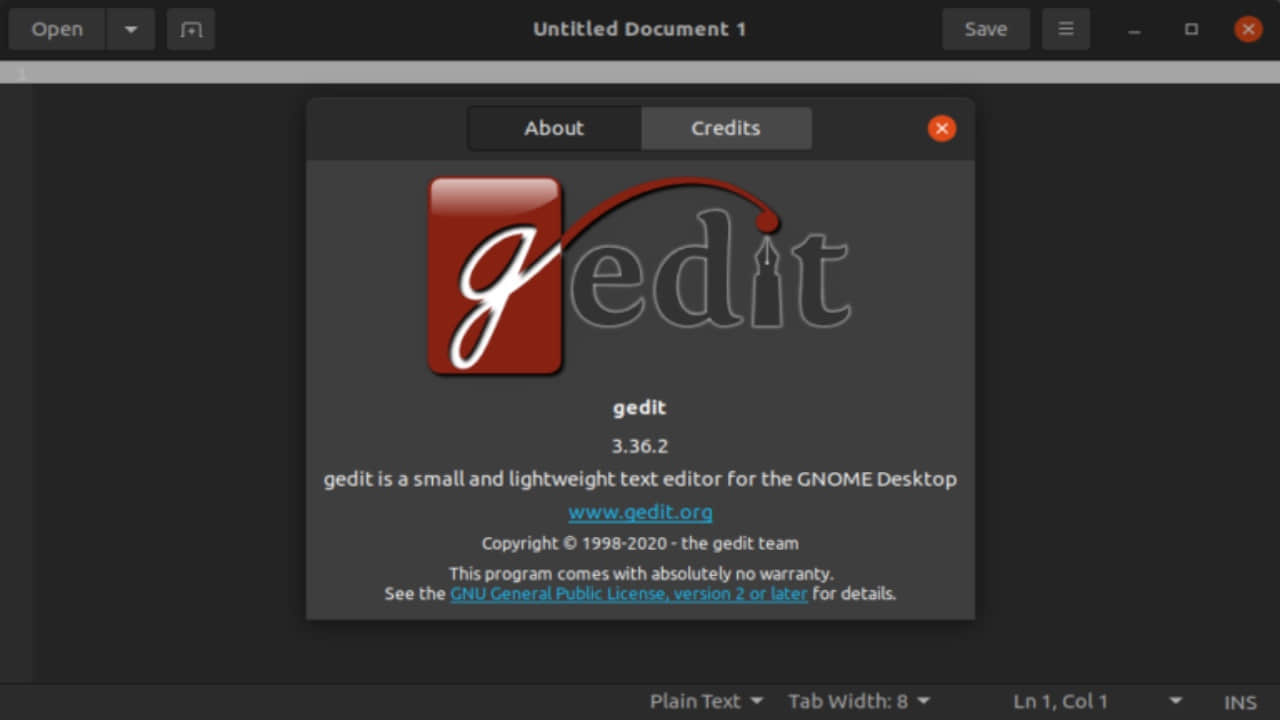 Open
Untitled Document 1
Save
1
About
Credits
gedit
gedit
3.36.2
gedit is a small and lightweight text editor for the GNOME Desktop
www.gedit.org
Copyright © 1998-2020 - the gedit team
This program comes with absolutely no warranty.
See the GNU General Public License, version 2 or later for details.
Plain Text
Tab Width: 8
Ln 1, Col 1
INS